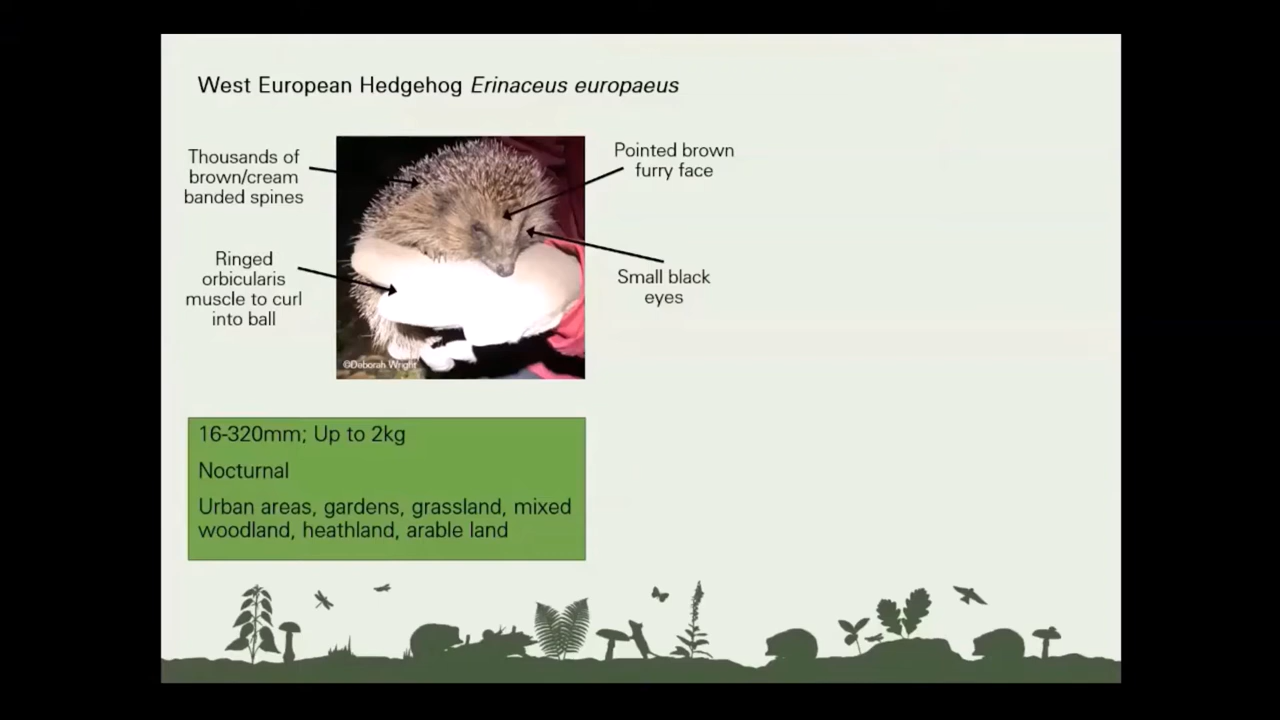 West European Hedgehog Erinaceus europaeus
Thousands of
brown/cream
banded spines
Pointed brown
furry face
Ringed
orbicularis
muscle to curl
into ball
Small black
eyes
©Deborah Wright
16-320mm; Up to 2kg
Nocturnal
Urban areas, gardens, grassland, mixed
woodland, heathland, arable land